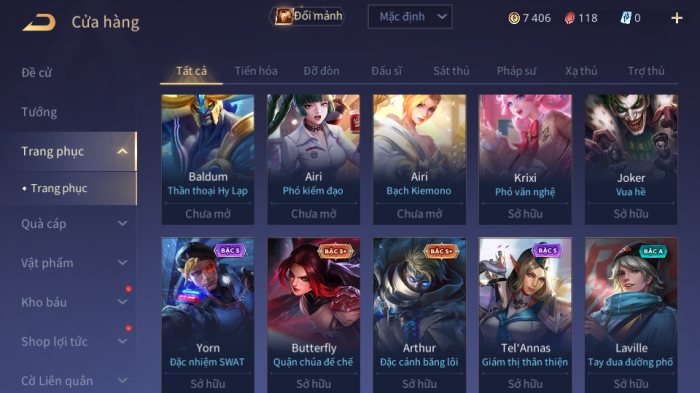 Cửa hàng
Đổi mảnh
Mặc định
7 406
118
0
Đề cử
Tướng
Trang phục
Trang phục
Quà cáp
Vật phẩm
Kho báu
Shop lợi tức
Cờ Liên quân
Tất cả Tiến hóa Đỡ đòn Đấu sĩ Sát thủ Pháp sư Xạ thủ Trợ thủ
Baldum
Thần thoại Hy Lạp
Chưa mở
Airi
Phó kiếm đạo
Chưa mở
Airi
Bạch Kiemono
Chưa mở
Krixi
Phó văn nghệ
Sở hữu
Joker
Vua hề
Sở hữu
BẬC S
Yorn
Đặc nhiệm SWAT
Sở hữu
BẬC S+
Butterfly
Quận chúa đế chế
Sở hữu
BẬC S+
Arthur
Đặc cảnh băng lôi
Sở hữu
BẬC S
Tel'Annas
Giám thị thân thiện
Sở hữu
BẬC A
Laville
Tay đua đường phố
Sở hữu